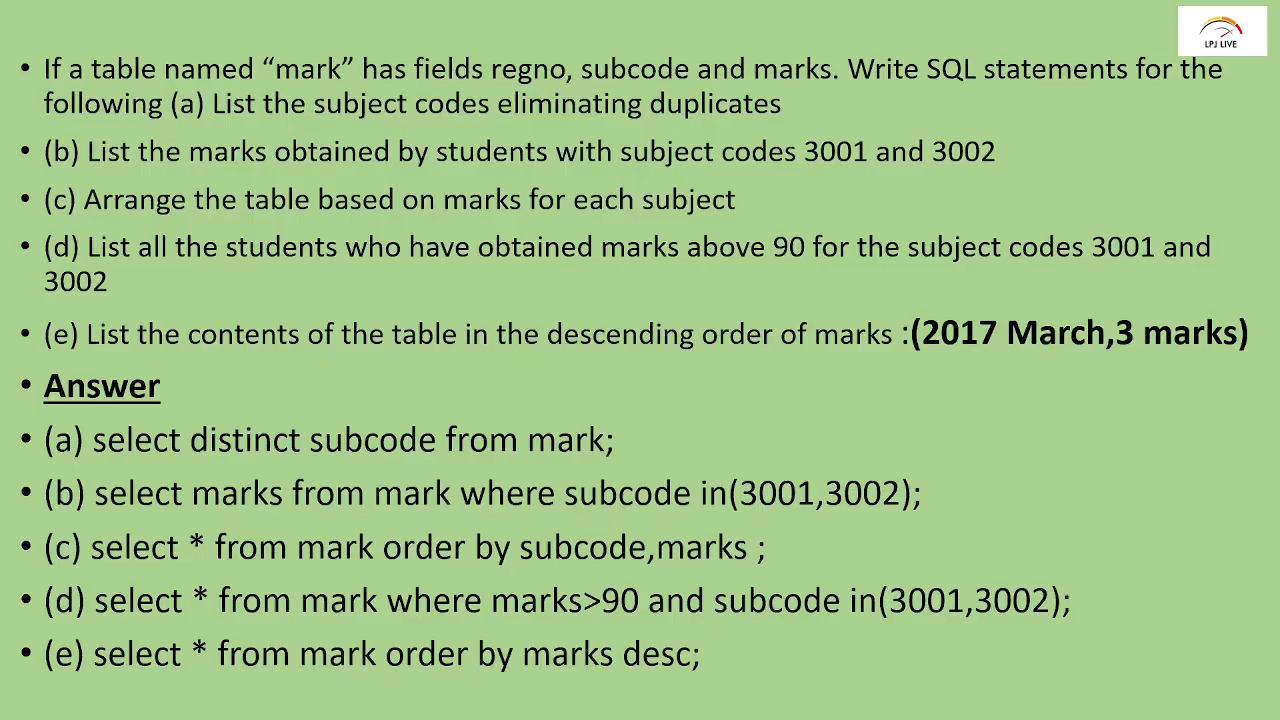 LPJ LIVE
• If a table named “mark” has fields regno, subcode and marks. Write SQL statements for the
following (a) List the subject codes eliminating duplicates
• (b) List the marks obtained by students with subject codes 3001 and 3002
• (c) Arrange the table based on marks for each subject
• (d) List all the students who have obtained marks above 90 for the subject codes 3001 and
3002
• (e) List the contents of the table in the descending order of marks :(2017 March,3 marks)
• Answer
• (a) select distinct subcode from mark;
• (b) select marks from mark where subcode in(3001,3002);
• (c) select * from mark order by subcode,marks ;
• (d) select * from mark where marks>90 and subcode in(3001,3002);
• (e) select * from mark order by marks desc;